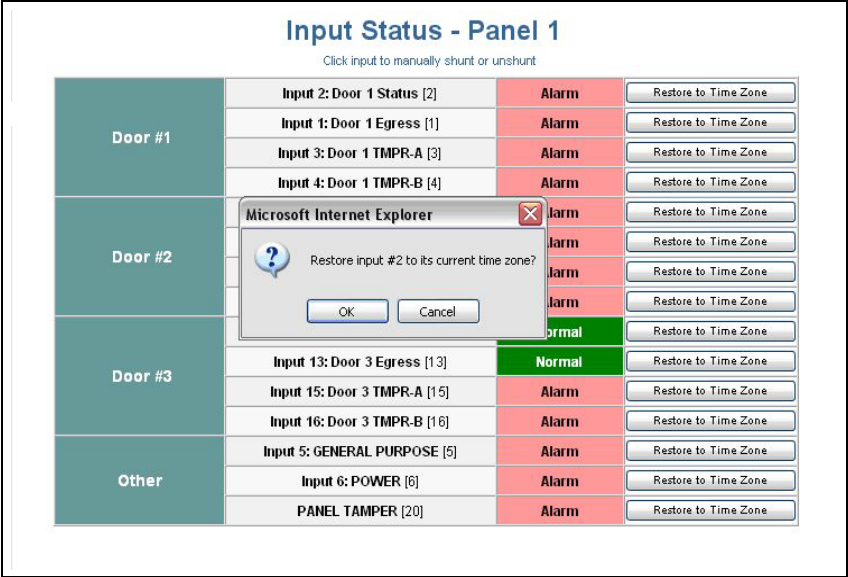 Input Status - Panel 1
Click input to manually shunt or unshunt
Door #1
Input 2: Door 1 Status [2] Alarm Restore to Time Zone
Input 1: Door 1 Egress [1] Alarm Restore to Time Zone
Input 3: Door 1 TMPR-A [3] Alarm Restore to Time Zone
Input 4: Door 1 TMPR-B [4] Alarm Restore to Time Zone
Door #2
Restore to Time Zone
Restore to Time Zone
Restore to Time Zone
Restore to Time Zone
Microsoft Internet Explorer
Restore input #2 to its current time zone?
OK Cancel
Door #3
Restore to Time Zone
Input 13: Door 3 Egress [13] Normal Restore to Time Zone
Input 15: Door 3 TMPR-A [15] Alarm Restore to Time Zone
Input 16: Door 3 TMPR-B [16] Alarm Restore to Time Zone
Other
Input 5: GENERAL PURPOSE [5] Alarm Restore to Time Zone
Input 6: POWER [6] Alarm Restore to Time Zone
PANEL TAMPER [20] Alarm Restore to Time Zone